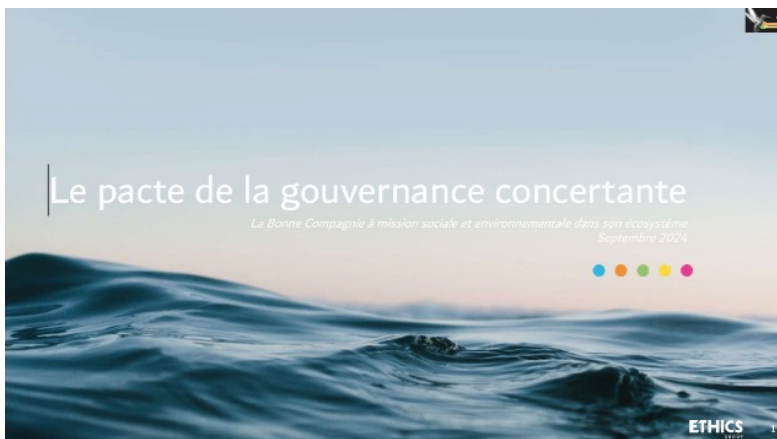 Le pacte de la gouvernance concertante
La Bonne Compagnie à mission sociale et environnementale dans son écosystème
Septembre 2024
ETHICS
GROUP
1